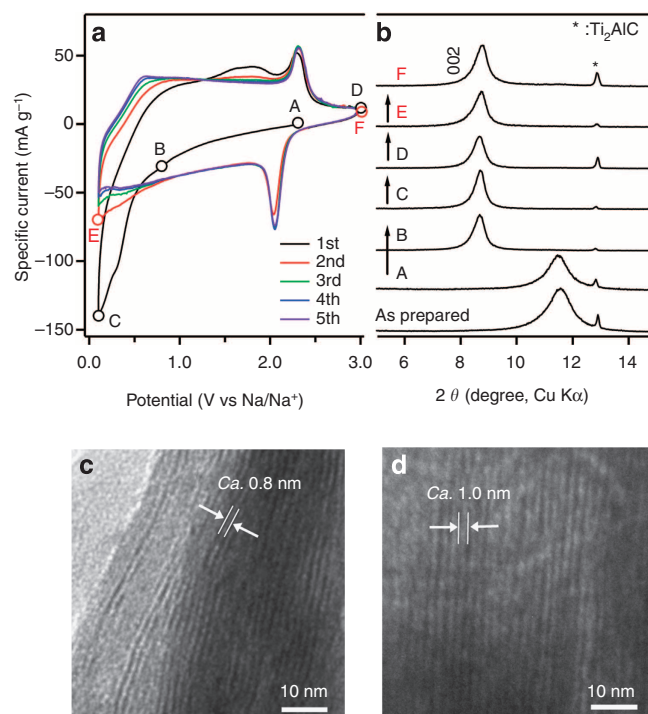 a
50
0
−50
−100
−150
Specific current (mA g⁻¹)
A
B
C
D
E
F
1st
2nd
3rd
4th
5th
0.0
1.0
2.0
3.0
Potential (V vs Na/Na⁺)
b
* :Ti₂AlC
002
*
F
E
D
C
B
A
As prepared
6
8
10
12
14
2 θ (degree, Cu Kα)
c
Ca. 0.8 nm
10 nm
d
Ca. 1.0 nm
10 nm